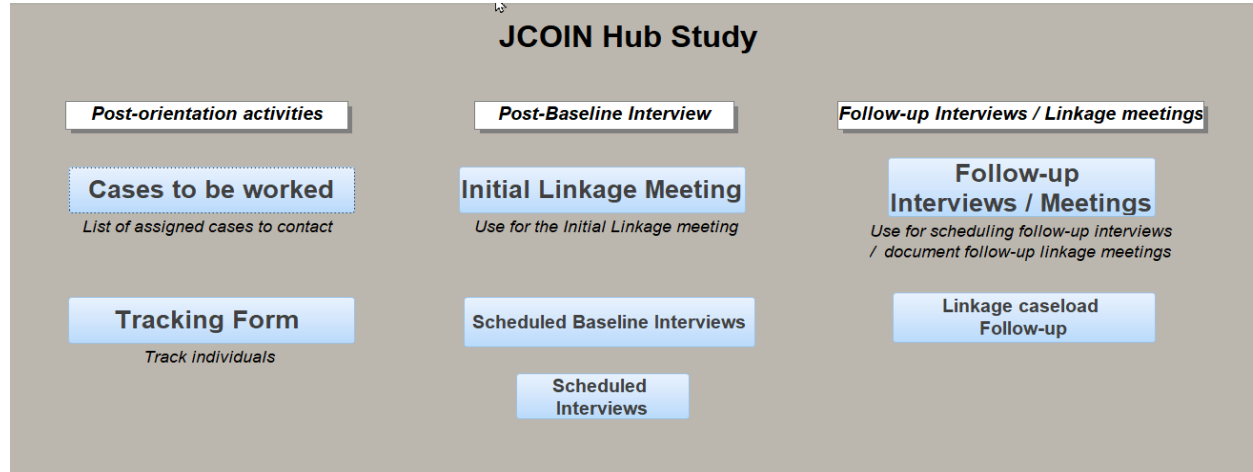 JCOIN Hub Study
Post-orientation activities
Cases to be worked
List of assigned cases to contact
Tracking Form
Track individuals
Post-Baseline Interview
Initial Linkage Meeting
Use for the Initial Linkage meeting
Scheduled Baseline Interviews
Scheduled
Interviews
Follow-up Interviews / Linkage meetings
Follow-up
Interviews / Meetings
Use for scheduling follow-up interviews
/ document follow-up linkage meetings
Linkage caseload
Follow-up